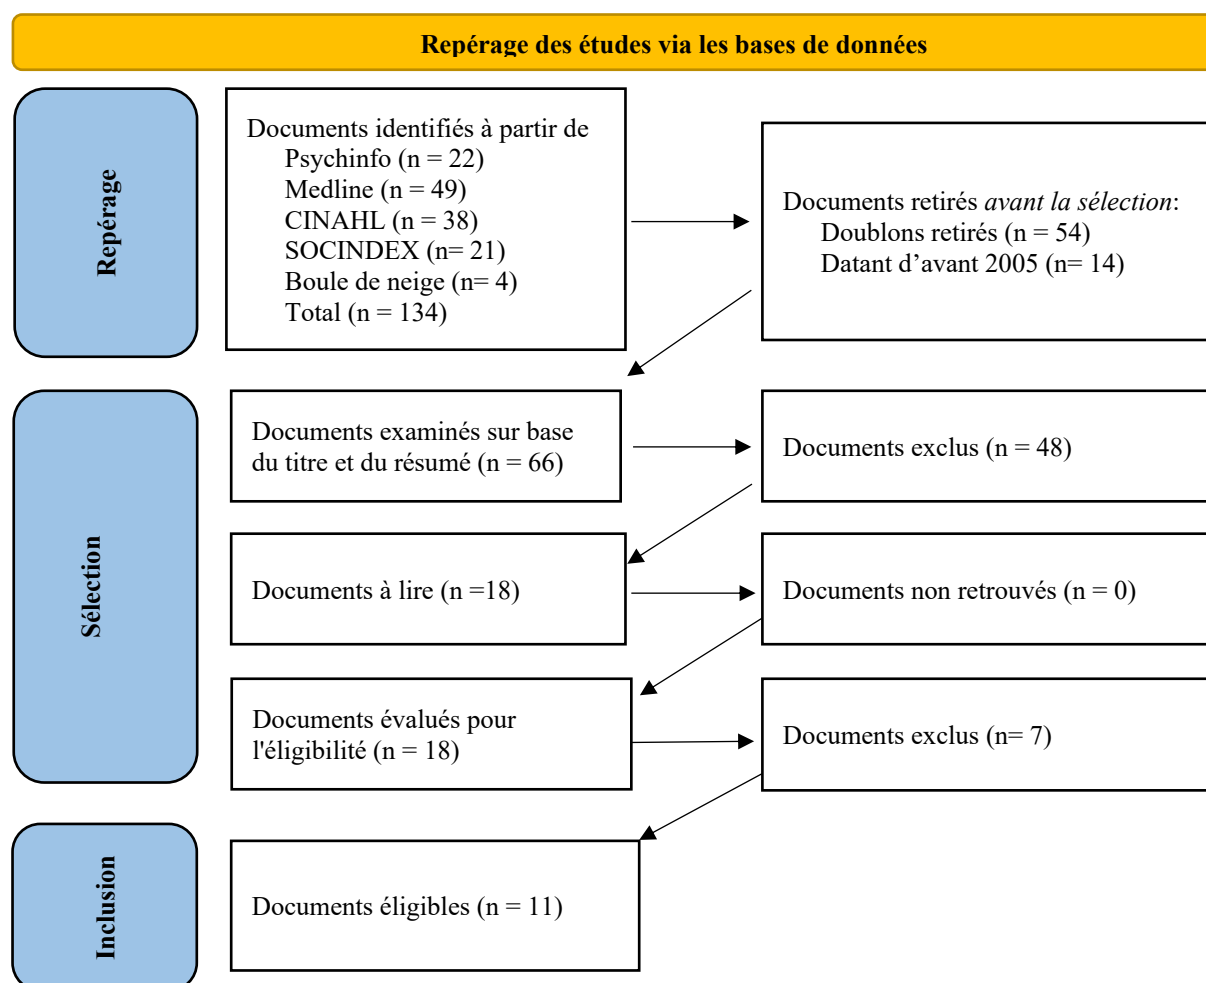 Repérage des études via les bases de données
Repérage
Documents identifiés à partir de
Psychinfo (n = 22)
Medline (n = 49)
CINAHL (n = 38)
SOCINDEX (n= 21)
Boule de neige (n= 4)
Total (n = 134)
Documents retirés avant la sélection:
Doublons retirés (n = 54)
Datant d’avant 2005 (n= 14)
Sélection
Documents examinés sur base
du titre et du résumé (n = 66)
Documents exclus (n = 48)
Documents à lire (n =18)
Documents non retrouvés (n = 0)
Documents évalués pour
l'éligibilité (n = 18)
Documents exclus (n= 7)
Inclusion
Documents éligibles (n = 11)